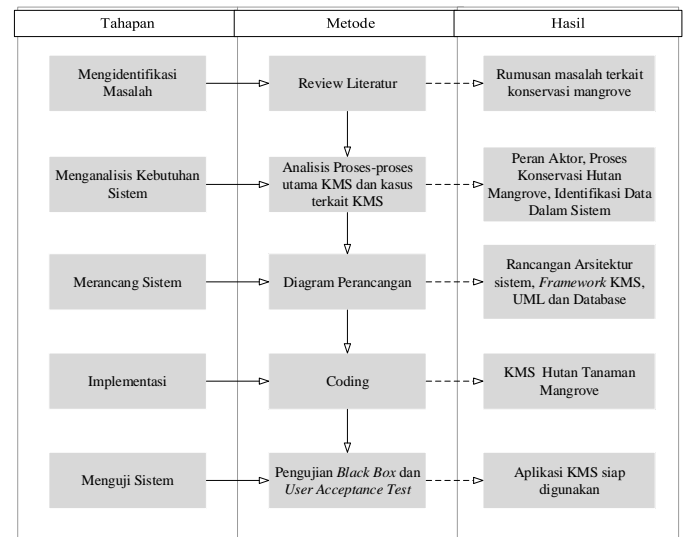 Tahapan
Metode
Hasil
Mengidentifikasi
Masalah
Review Literatur
Rumusan masalah terkait
konservasi mangrove
Menganalisis Kebutuhan
Sistem
Analisis Proses-proses
utama KMS dan kasus
terkait KMS
Peran Aktor, Proses
Konservasi Hutan
Mangrove, Identifikasi Data
Dalam Sistem
Merancang Sistem
Diagram Perancangan
Rancangan Arsitektur
sistem, Framework KMS,
UML dan Database
Implementasi
Coding
KMS Hutan Tanaman
Mangrove
Menguji Sistem
Pengujian Black Box dan
User Acceptance Test
Aplikasi KMS siap
digunakan